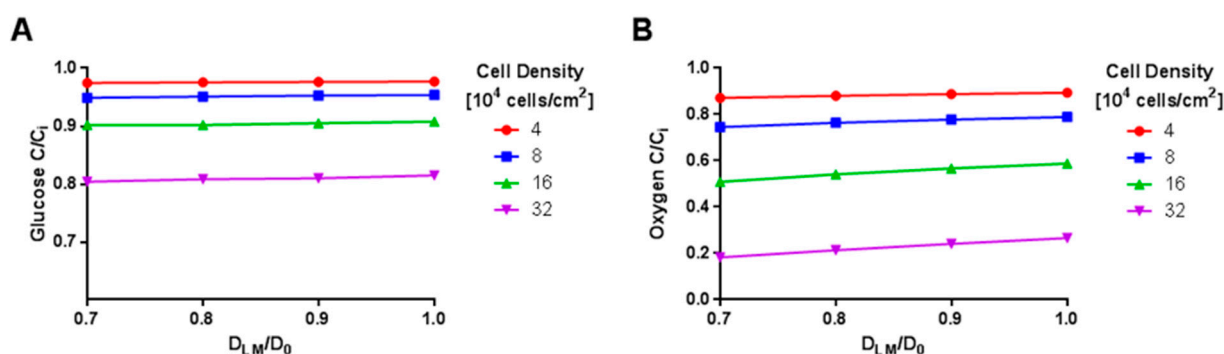 A
Glucose C/Ci
1.0
0.9
0.8
0.7
0.7 0.8 0.9 1.0
DLM/D0
Cell Density
[10⁴ cells/cm²]
4
8
16
32
B
Oxygen C/Ci
1.0
0.8
0.6
0.4
0.2
0.0
0.7 0.8 0.9 1.0
DLM/D0
Cell Density
[10⁴ cells/cm²]
4
8
16
32